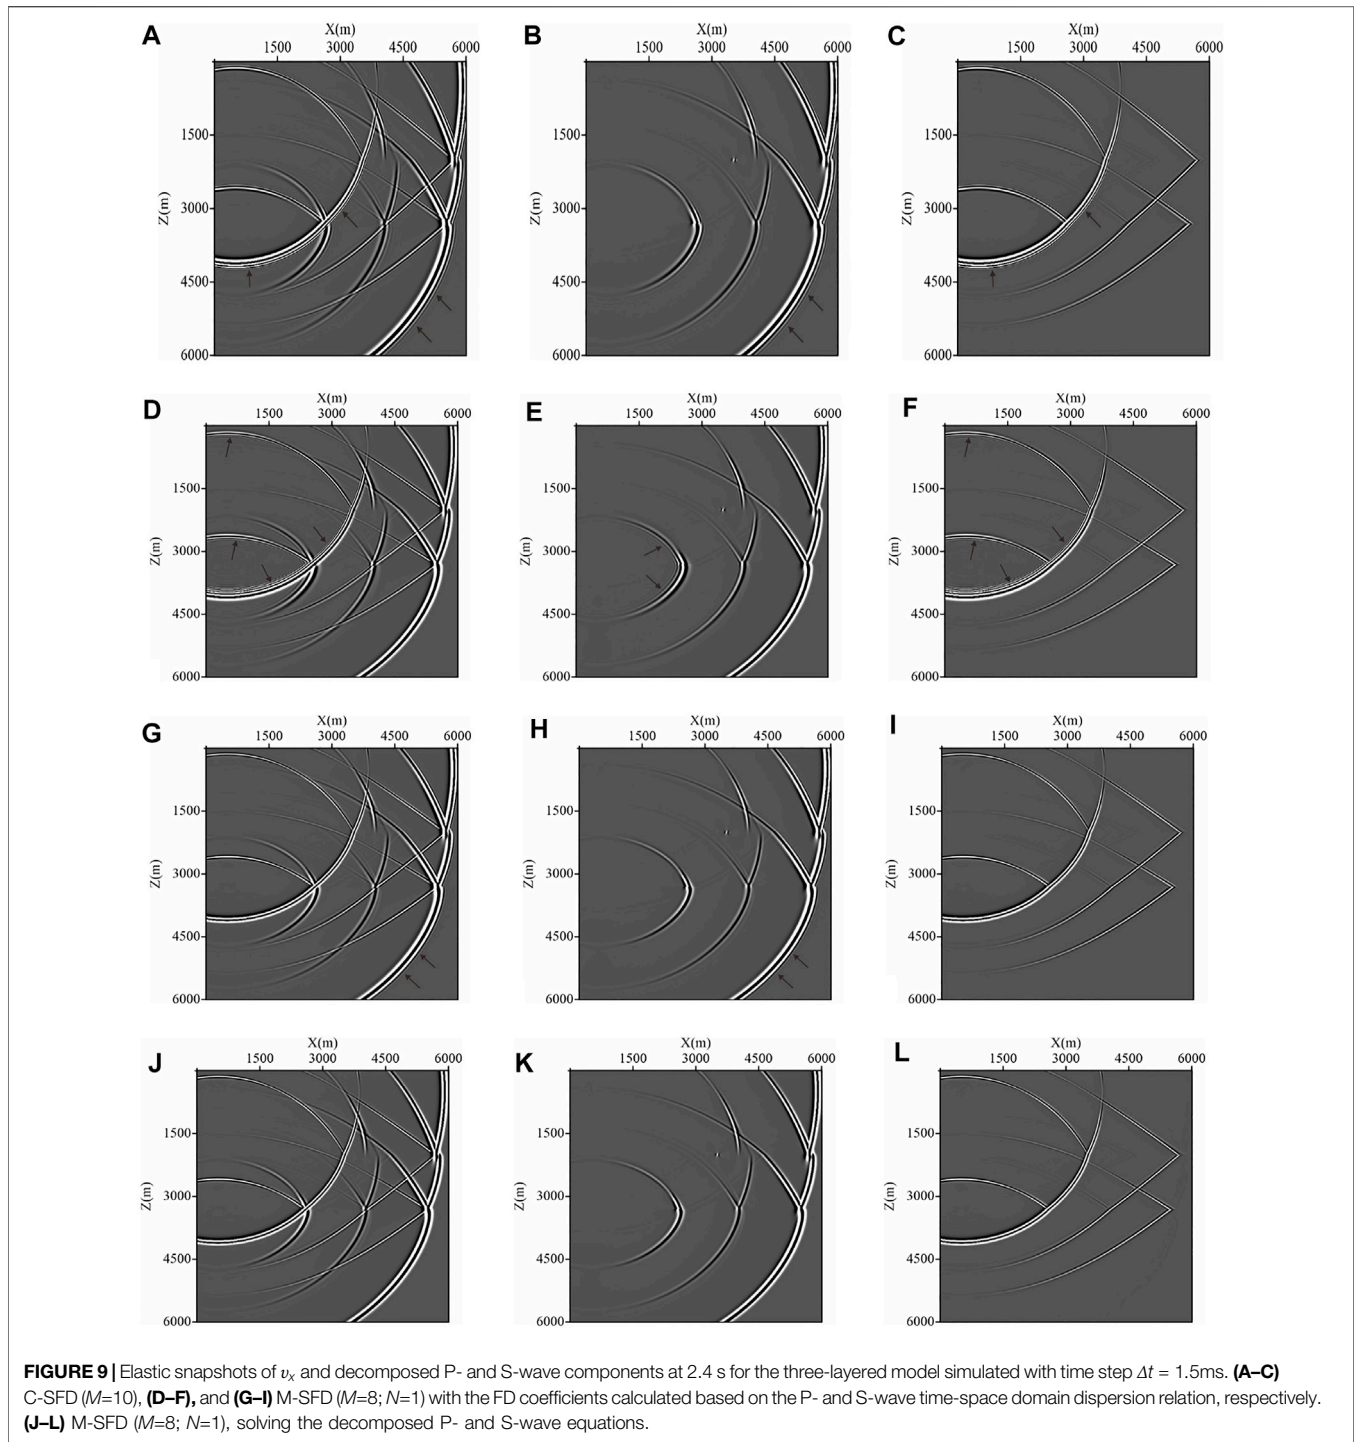 A
X(m)
1500 3000 4500 6000
1500
3000
4500
6000
Z(m)
B
X(m)
1500 3000 4500 6000
C
X(m)
1500 3000 4500 6000
1500
3000
4500
6000
Z(m)
D
X(m)
1500 3000 4500 6000
1500
3000
4500
6000
Z(m)
E
X(m)
1500 3000 4500 6000
1500
3000
4500
6000
Z(m)
F
X(m)
1500 3000 4500 6000
1500
3000
4500
6000
Z(m)
G
X(m)
1500 3000 4500 6000
1500
3000
4500
6000
Z(m)
H
X(m)
1500 3000 4500 6000
1500
3000
4500
6000
Z(m)
I
X(m)
1500 3000 4500 6000
1500
3000
4500
6000
Z(m)
J
X(m)
1500 3000 4500 6000
1500
3000
4500
6000
Z(m)
K
X(m)
1500 3000 4500 6000
1500
3000
4500
6000
Z(m)
L
X(m)
1500 3000 4500 6000
1500
3000
4500
6000
Z(m)
FIGURE 9 | Elastic snapshots of vₓ and decomposed P- and S-wave components at 2.4 s for the three-layered model simulated with time step Δt = 1.5ms. (A–C)
C-SFD (M=10), (D–F), and (G–I) M-SFD (M=8; N=1) with the FD coefficients calculated based on the P- and S-wave time-space domain dispersion relation, respectively.
(J–L) M-SFD (M=8; N=1), solving the decomposed P- and S-wave equations.